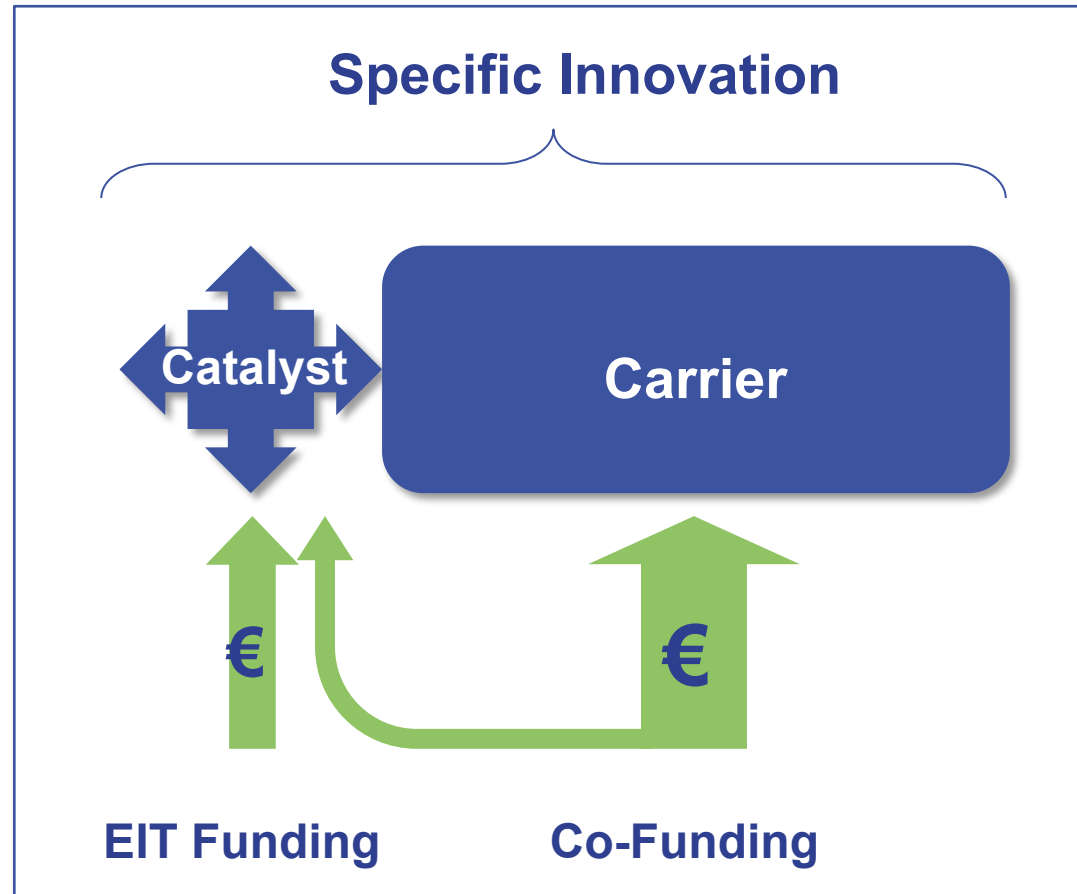 Specific Innovation
Catalyst
Carrier
€
€
EIT Funding
Co-Funding